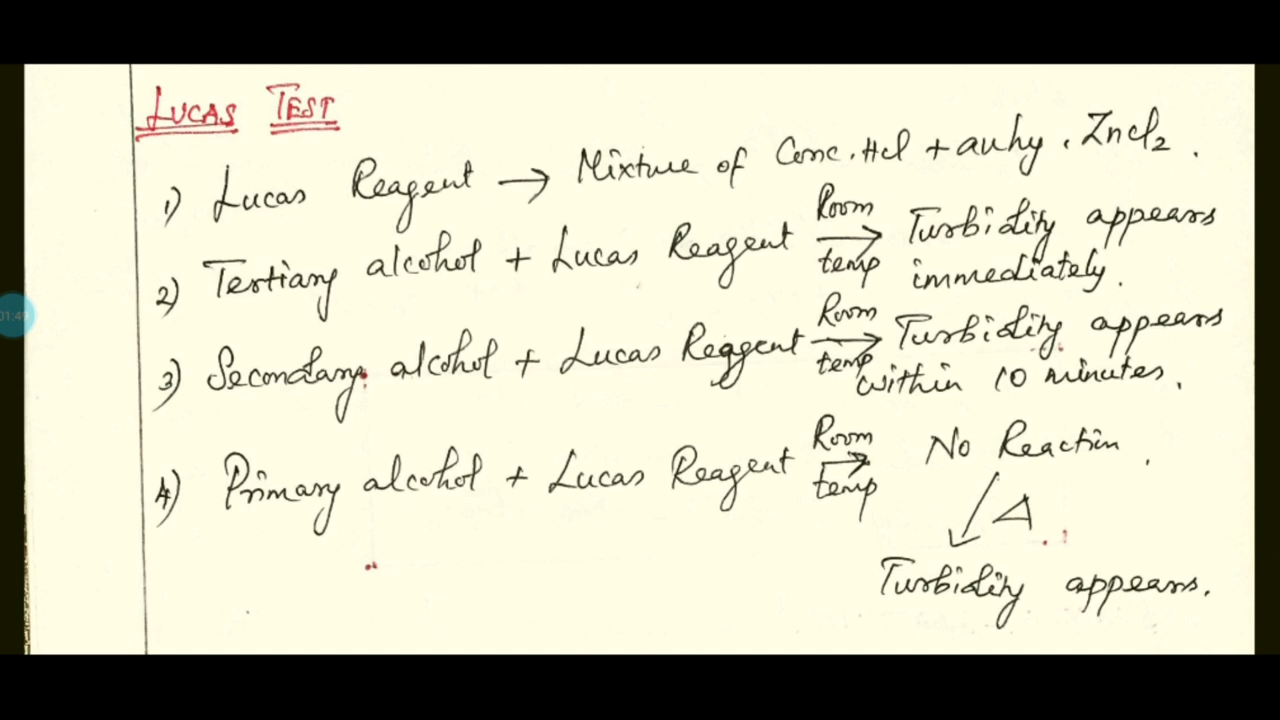 LUCAS TEST
1) Lucas Reagent → Mixture of Conc. Hcl + anhy. Zncl₂.
2) Tertiary alcohol + Lucas Reagent Room temp → Turbidity appears
immediately.
3) Secondary alcohol + Lucas Reagent Room temp → Turbidity appears
within 10 minutes.
4) Primary alcohol + Lucas Reagent Room temp → No Reaction.
↓ Δ
Turbidity appears.
01:49